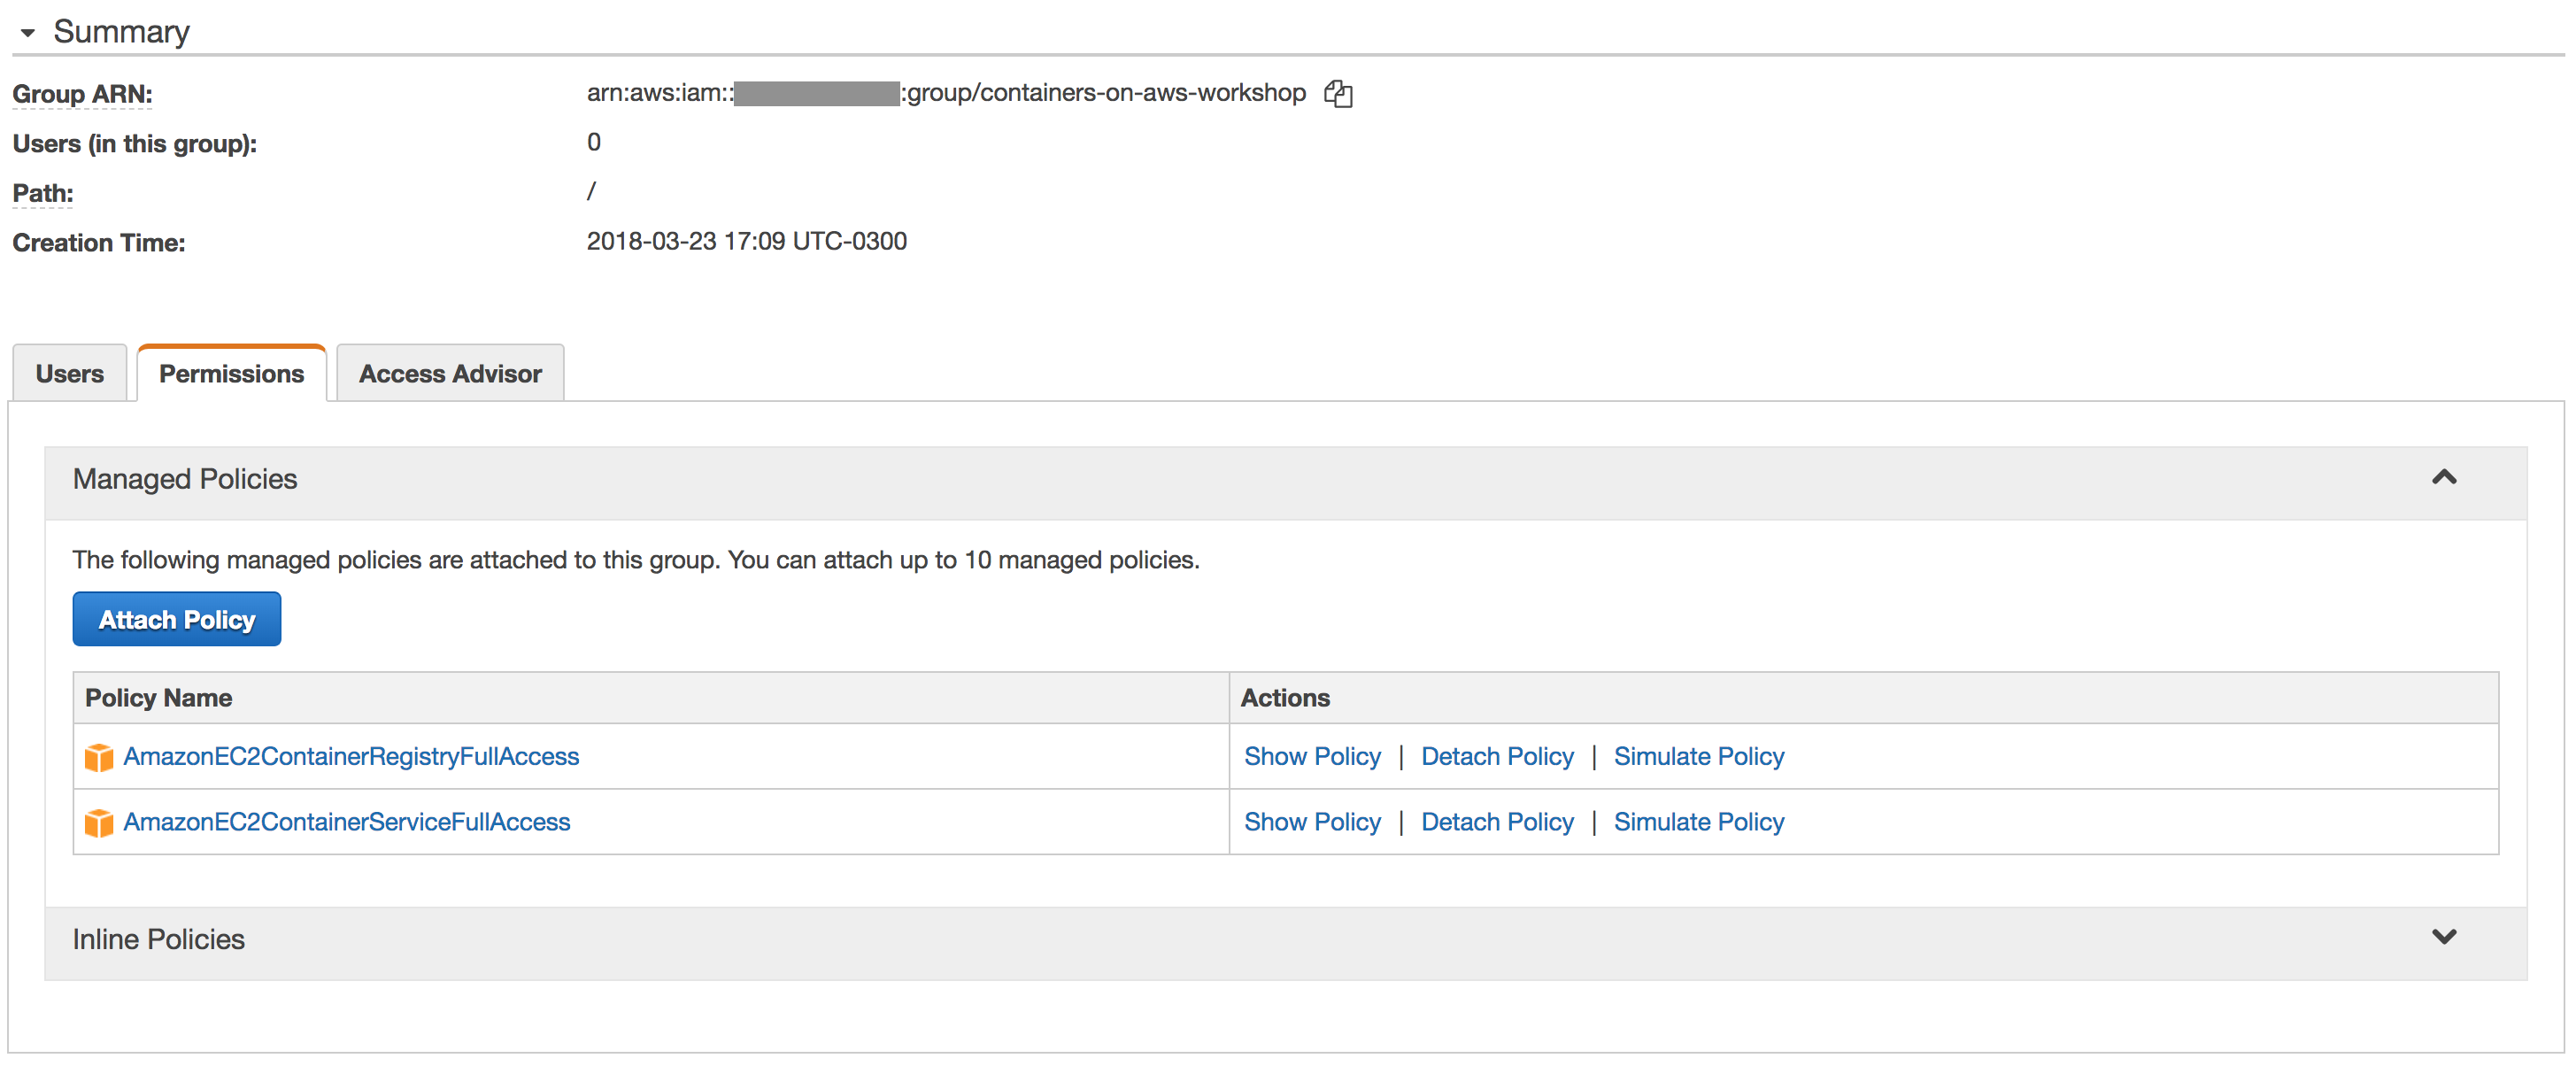 Summary
Group ARN: arn:aws:iam:: :group/containers-on-aws-workshop
Users (in this group): 0
Path: /
Creation Time: 2018-03-23 17:09 UTC-0300
Users Permissions Access Advisor
Managed Policies
The following managed policies are attached to this group. You can attach up to 10 managed policies.
Attach Policy
Policy Name Actions
AmazonEC2ContainerRegistryFullAccess Show Policy | Detach Policy | Simulate Policy
AmazonEC2ContainerServiceFullAccess Show Policy | Detach Policy | Simulate Policy
Inline Policies